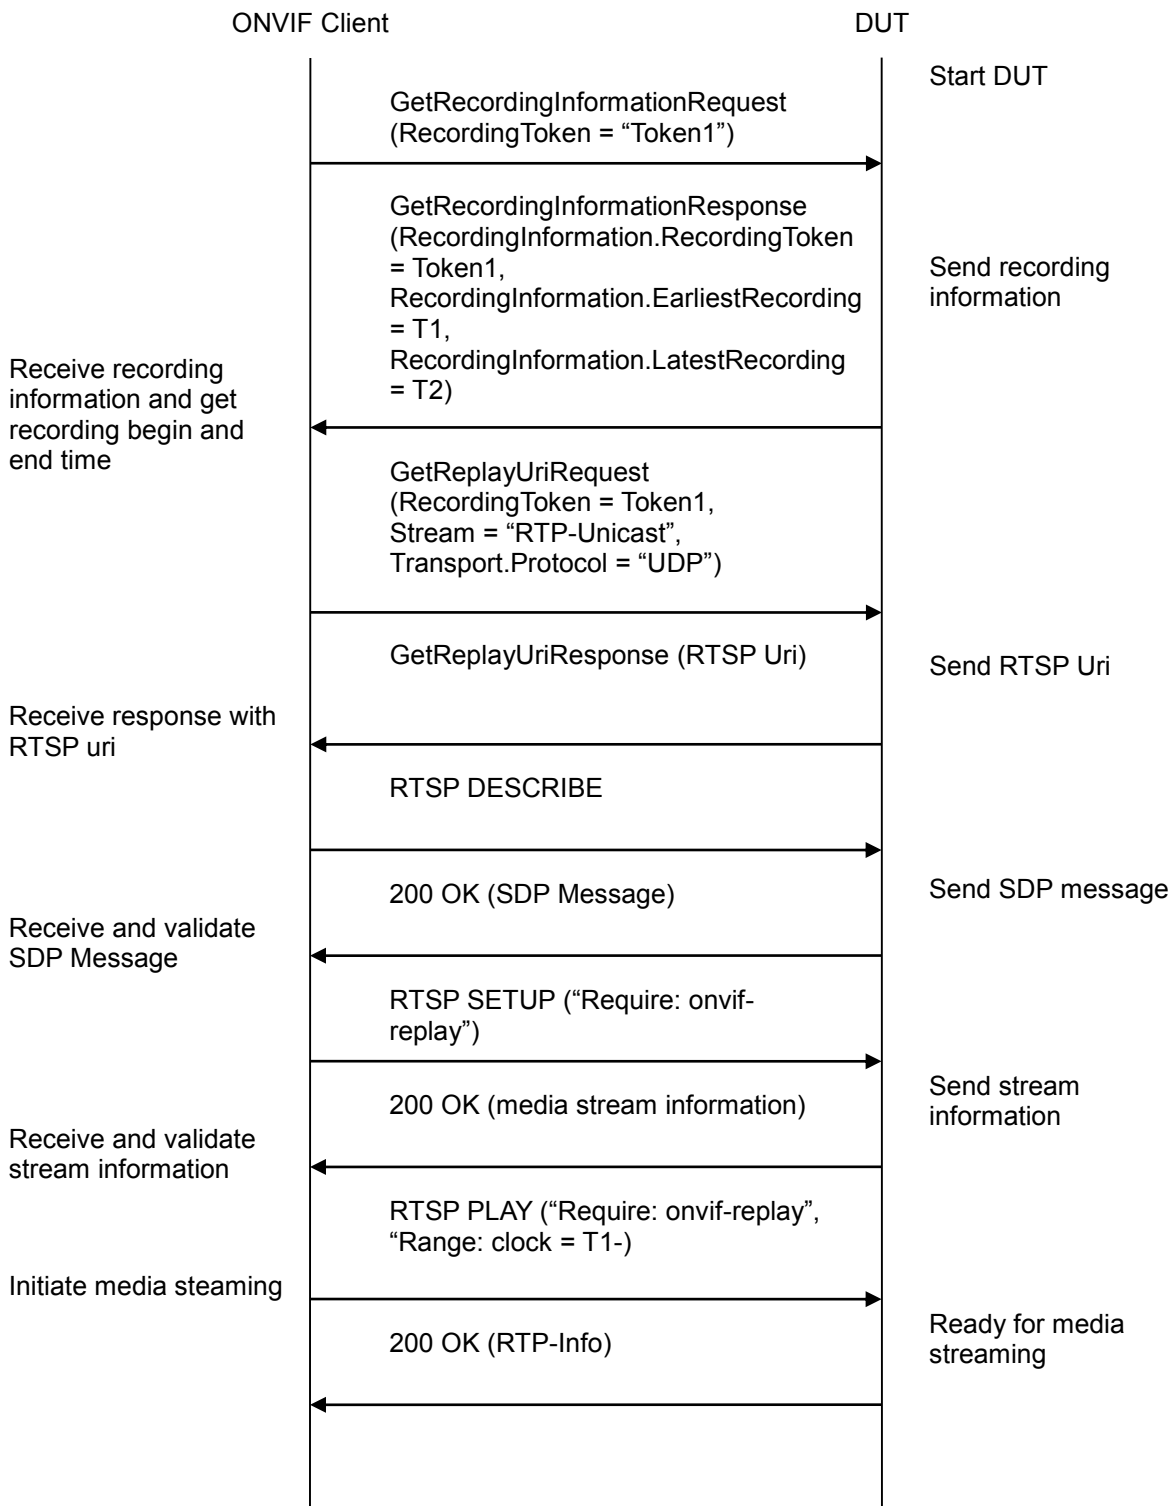 ONVIF Client
DUT
Start DUT
GetRecordingInformationRequest
(RecordingToken = “Token1”)
GetRecordingInformationResponse
(RecordingInformation.RecordingToken
= Token1,
RecordingInformation.EarliestRecording
= T1,
RecordingInformation.LatestRecording
= T2)
Send recording
information
Receive recording
information and get
recording begin and
end time
GetReplayUriRequest
(RecordingToken = Token1,
Stream = “RTP-Unicast”,
Transport.Protocol = “UDP”)
GetReplayUriResponse (RTSP Uri)
Send RTSP Uri
Receive response with
RTSP uri
RTSP DESCRIBE
200 OK (SDP Message)
Send SDP message
Receive and validate
SDP Message
RTSP SETUP (“Require: onvif-
replay”)
200 OK (media stream information)
Send stream
information
Receive and validate
stream information
RTSP PLAY (“Require: onvif-replay”,
“Range: clock = T1-)
Initiate media steaming
200 OK (RTP-Info)
Ready for media
streaming